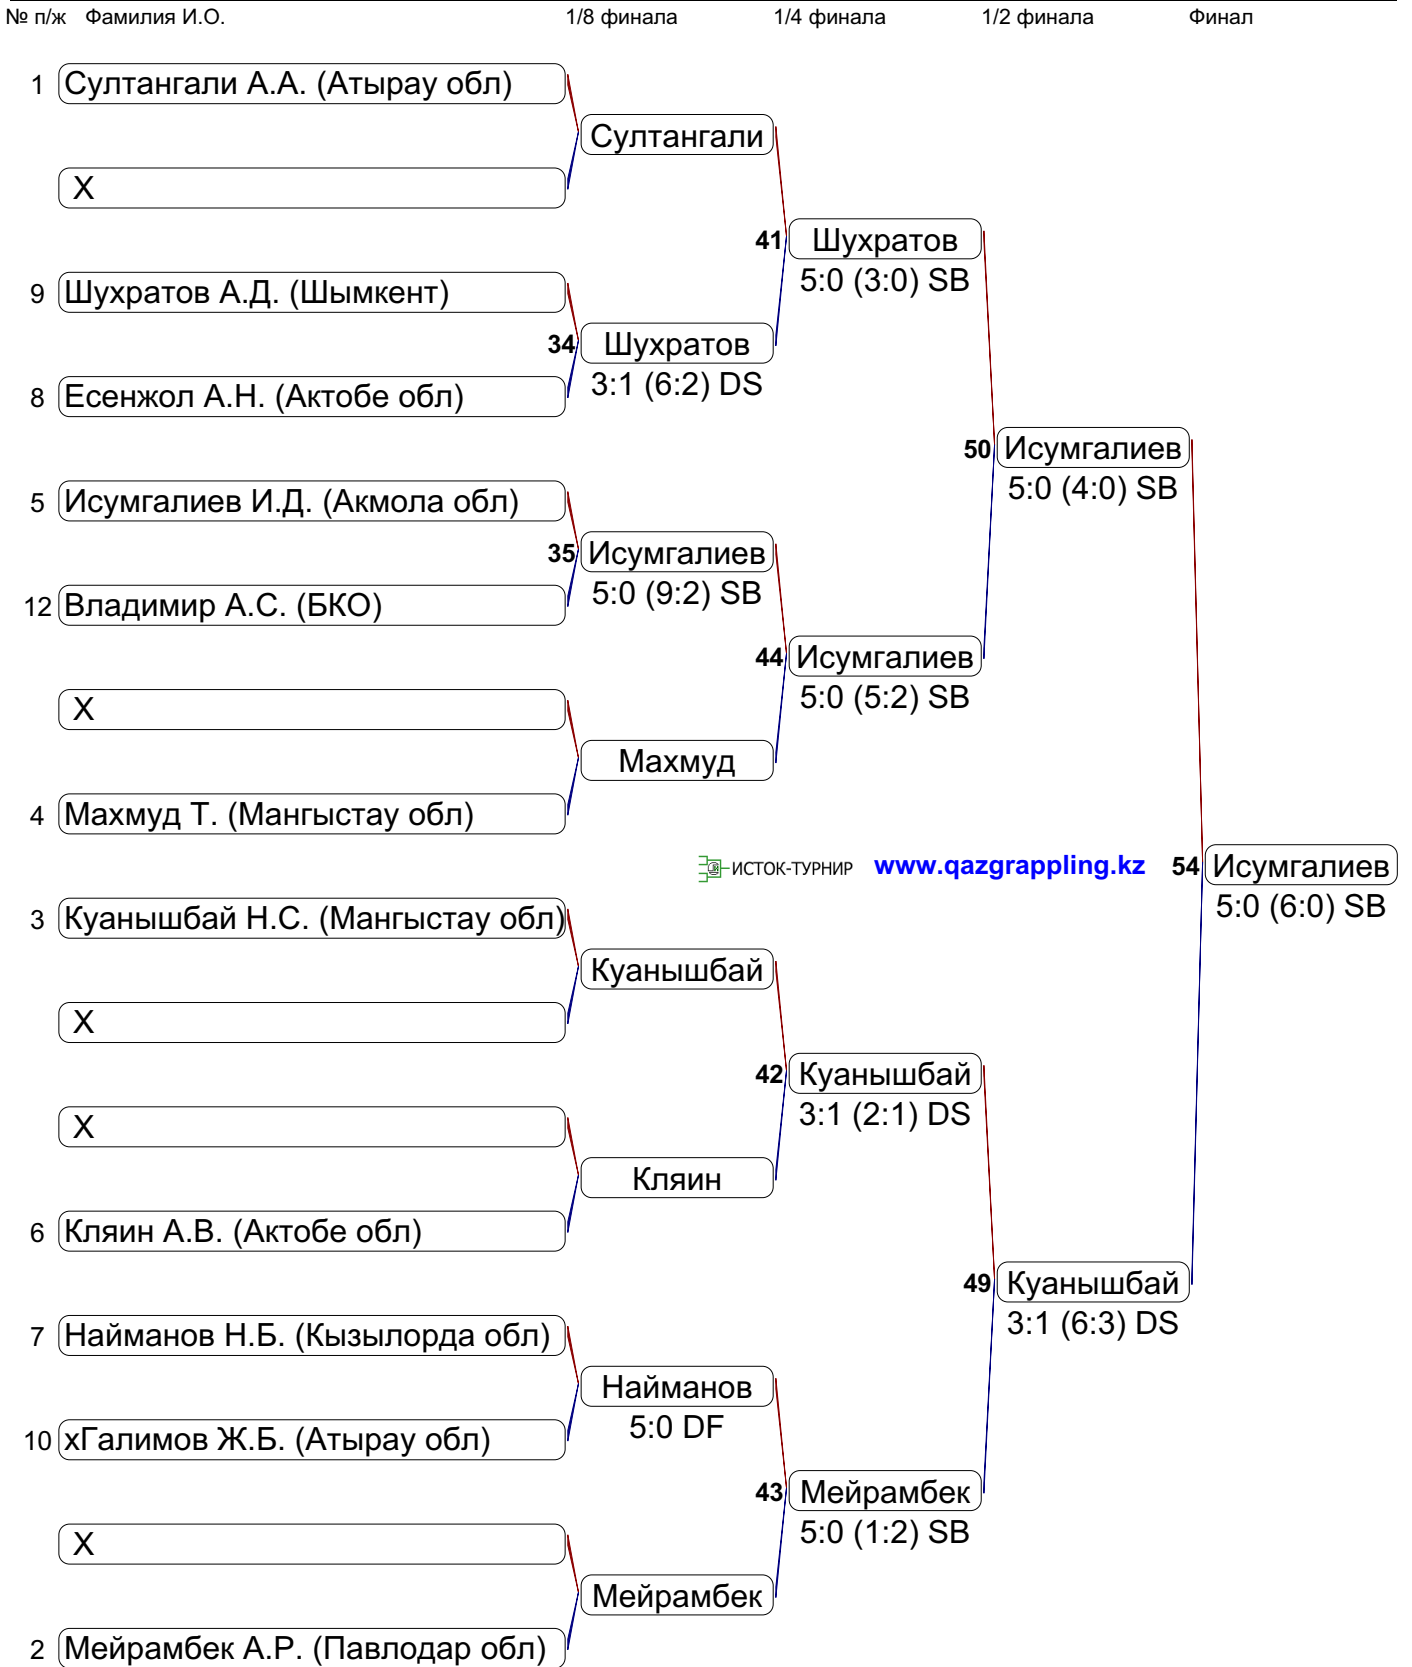 № п/ж Фамилия И.О. 1/8 финала 1/4 финала 1/2 финала Финал
1 Султангали А.А. (Атырау обл)
Султангали
X
41 Шухратов
5:0 (3:0) SB
9 Шухратов А.Д. (Шымкент)
34 Шухратов
3:1 (6:2) DS
8 Есенжол А.Н. (Актобе обл)
50 Исумгалиев
5:0 (4:0) SB
5 Исумгалиев И.Д. (Акмола обл)
35 Исумгалиев
5:0 (9:2) SB
12 Владимир А.С. (БКО)
44 Исумгалиев
5:0 (5:2) SB
X
Махмуд
4 Махмуд Т. (Мангыстау обл)
ИСТОК-ТУРНИР www.qazgrappling.kz 54 Исумгалиев
5:0 (6:0) SB
3 Куанышбай Н.С. (Мангыстау обл)
Куанышбай
X
42 Куанышбай
3:1 (2:1) DS
X
Кляин
6 Кляин А.В. (Актобе обл)
49 Куанышбай
3:1 (6:3) DS
7 Найманов Н.Б. (Кызылорда обл)
Найманов
5:0 DF
10 хГалимов Ж.Б. (Атырау обл)
43 Мейрамбек
5:0 (1:2) SB
X
Мейрамбек
2 Мейрамбек А.Р. (Павлодар обл)